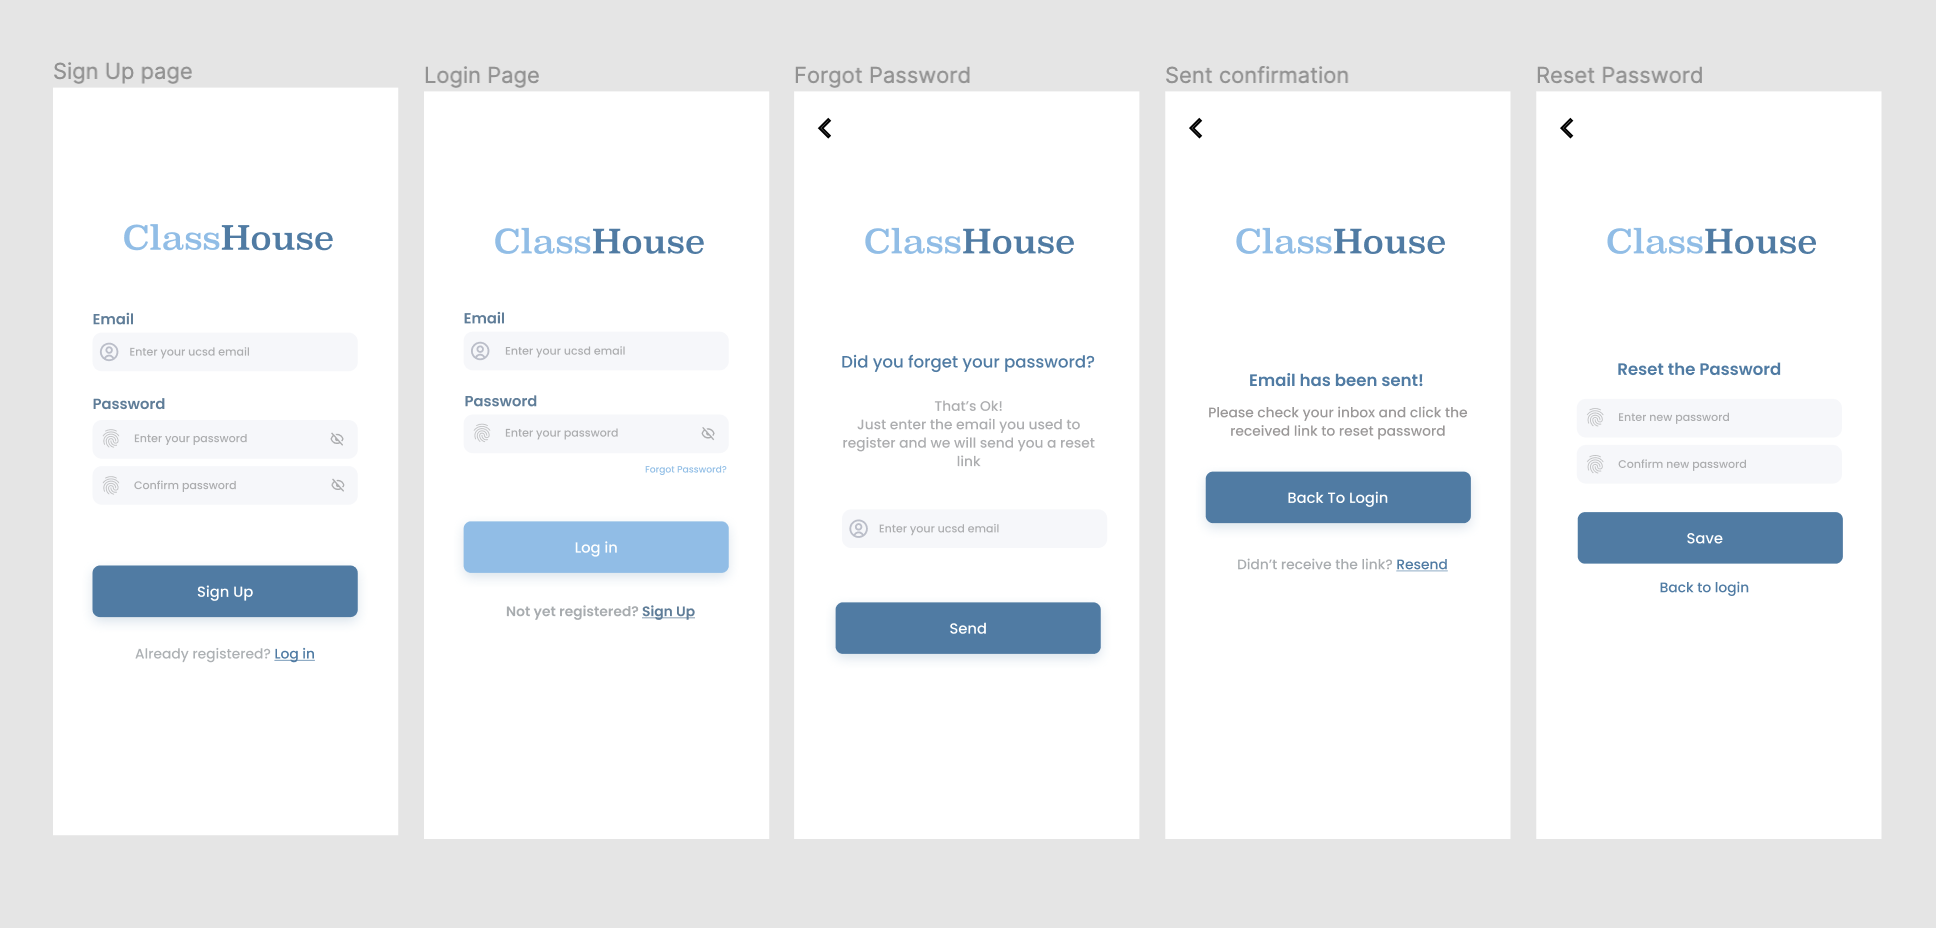 Sign Up page
ClassHouse
Email
Enter your ucsd email
Password
Enter your password
Confirm password
Sign Up
Already registered? Log in
Login Page
ClassHouse
Email
Enter your ucsd email
Password
Enter your password
Forgot Password?
Log in
Not yet registered? Sign Up
Forgot Password
ClassHouse
Did you forget your password?
That's Ok!
Just enter the email you used to
register and we will send you a reset
link
Enter your ucsd email
Send
Sent confirmation
ClassHouse
Email has been sent!
Please check your inbox and click the
received link to reset password
Back To Login
Didn't receive the link? Resend
Reset Password
ClassHouse
Reset the Password
Enter new password
Confirm new password
Save
Back to login